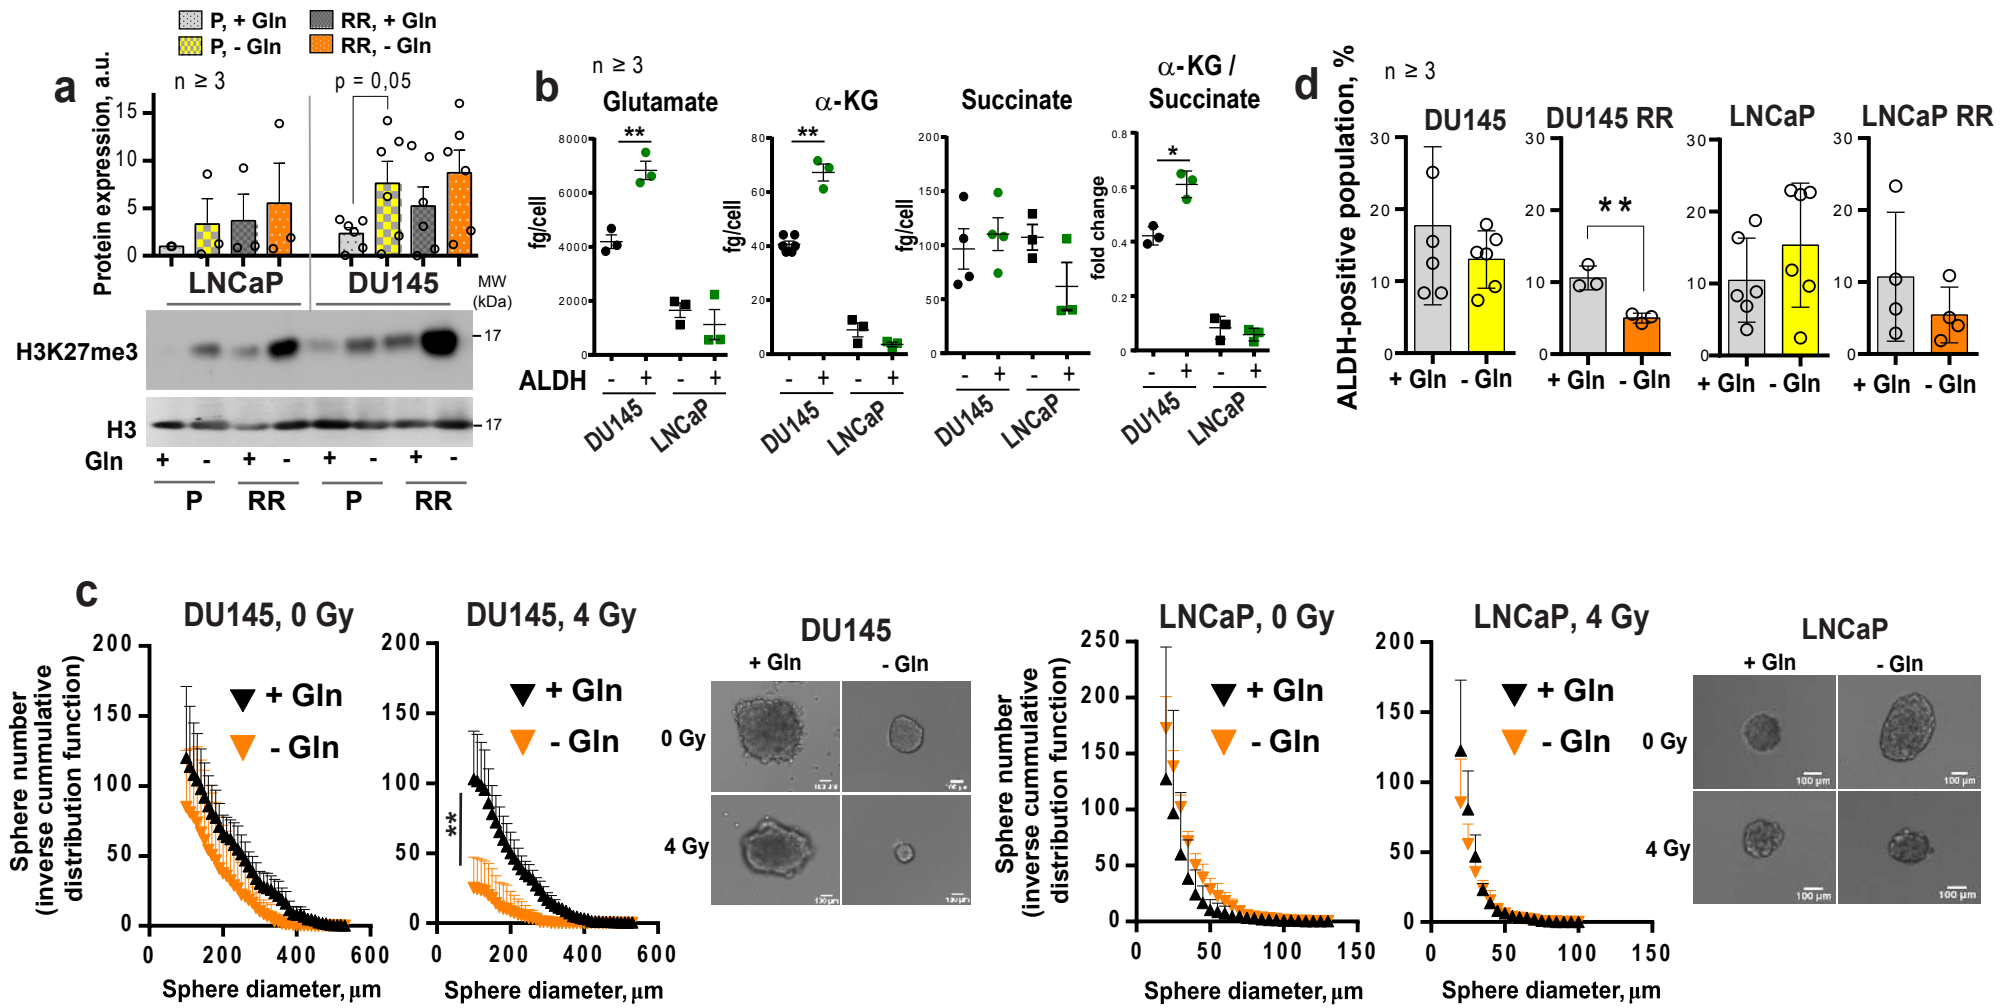 P, + Gln
RR, + Gln
P, - Gln
RR, - Gln
a
n ≥ 3
p = 0,05
Protein expression, a.u.
15
10
5
0
LNCaP
DU145
MW
(kDa)
H3K27me3
17
H3
17
Gln
+ - + - + - + -
P
RR
P
RR
b
n ≥ 3
Glutamate
fg/cell
8000
6000
4000
2000
0
**
α-KG
fg/cell
80
60
40
20
0
**
Succinate
fg/cell
200
150
100
50
0
α-KG /
Succinate
fold change
0.8
0.6
0.4
0.2
0.0
*
ALDH
- + - +
- + - +
- + - +
- + - +
DU145
LNCaP
DU145
LNCaP
DU145
LNCaP
DU145
LNCaP
d
n ≥ 3
ALDH-positive population, %
DU145
30
20
10
0
+ Gln - Gln
DU145 RR
30
20
10
0
**
+ Gln - Gln
LNCaP
30
20
10
0
+ Gln - Gln
LNCaP RR
30
20
10
0
+ Gln - Gln
c
DU145, 0 Gy
Sphere number
(inverse cummulative
distribution function)
200
150
100
50
0
+ Gln
- Gln
0 200 400 600
Sphere diameter, μm
DU145, 4 Gy
200
150
100
50
0
+ Gln
- Gln
**
0 200 400 600
Sphere diameter, μm
DU145
+ Gln
- Gln
0 Gy
4 Gy
100 μm
LNCaP, 0 Gy
Sphere number
(inverse cummulative
distribution function)
250
200
150
100
50
0
+ Gln
- Gln
0 50 100 150
Sphere diameter, μm
LNCaP, 4 Gy
200
150
100
50
0
+ Gln
- Gln
0 50 100 150
Sphere diameter, μm
LNCaP
+ Gln
- Gln
0 Gy
100 μm
100 μm
4 Gy
100 μm
100 μm